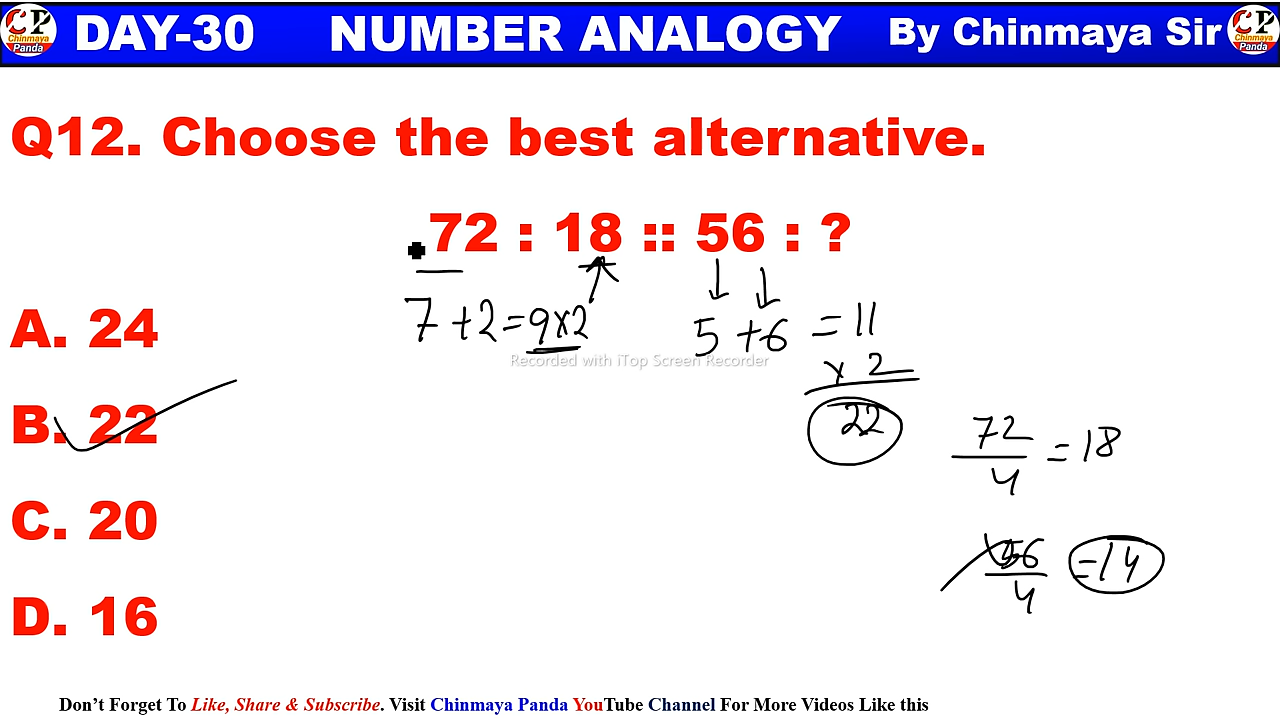 CP Chinmaya Panda DAY-30 NUMBER ANALOGY By Chinmaya Sir CP Chinmaya Panda
Q12. Choose the best alternative.
72 : 18 :: 56 : ?
7+2=9x2
5+6 = 11
x 2
22
Recorded with iTop Screen Recorder
A. 24
B. 22
C. 20
D. 16
72/4 = 18
56/4 = 14
Don't Forget To Like, Share & Subscribe. Visit Chinmaya Panda YouTube Channel For More Videos Like this